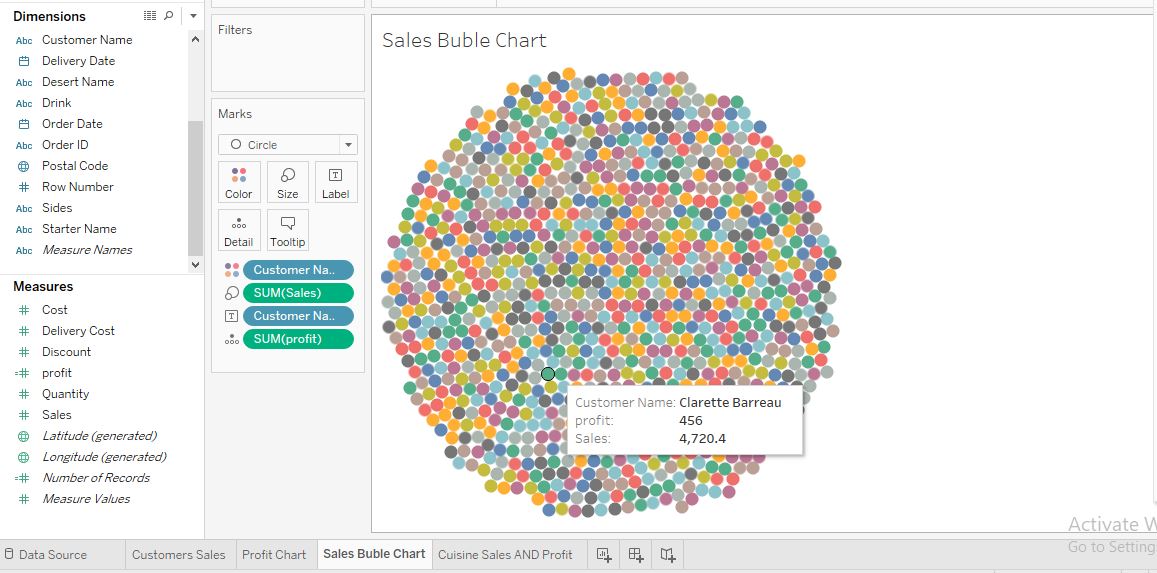 Dimensions
Abc Customer Name
Delivery Date
Abc Desert Name
Abc Drink
Order Date
Abc Order ID
Postal Code
# Row Number
Abc Sides
Abc Starter Name
Abc Measure Names
Measures
# Cost
# Delivery Cost
# Discount
=# profit
# Quantity
# Sales
Latitude (generated)
Longitude (generated)
=# Number of Records
# Measure Values
Filters
Marks
Circle
Color
Size
T
Label
Detail
Tooltip
Customer Na..
SUM(Sales)
T Customer Na..
SUM(profit)
Sales Buble Chart
Customer Name: Clarette Barreau
profit: 456
Sales: 4,720.4
Activate W
Go to Setting
Data Source
Customers Sales
Profit Chart
Sales Buble Chart
Cuisine Sales AND Profit